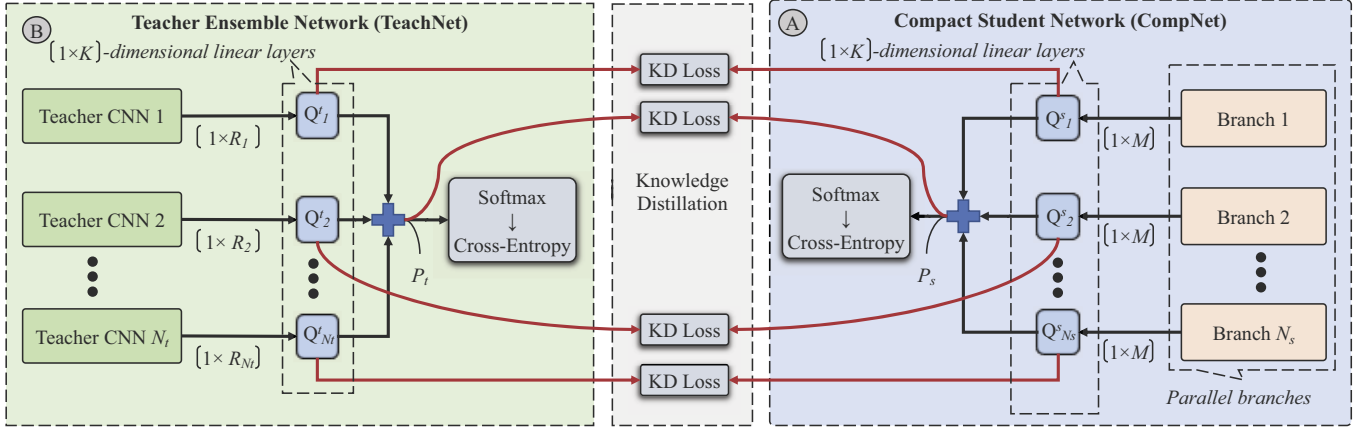 B
Teacher Ensemble Network (TeachNet)
[1×K]-dimensional linear layers
Teacher CNN 1
[1×R₁]
Qᵗ₁
Teacher CNN 2
[1× R₂]
Qᵗ₂
Teacher CNN Nₜ
[1× R_Nt]
Qᵗ_Nt
Softmax
↓
Cross-Entropy
Pₜ
KD Loss
KD Loss
Knowledge
Distillation
KD Loss
KD Loss
A
Compact Student Network (CompNet)
[1×K]-dimensional linear layers
Softmax
↓
Cross-Entropy
Pₛ
Qˢ₁
[1×M]
Branch 1
Qˢ₂
[1×M]
Branch 2
Qˢ_Ns
[1×M]
Branch Nₛ
Parallel branches